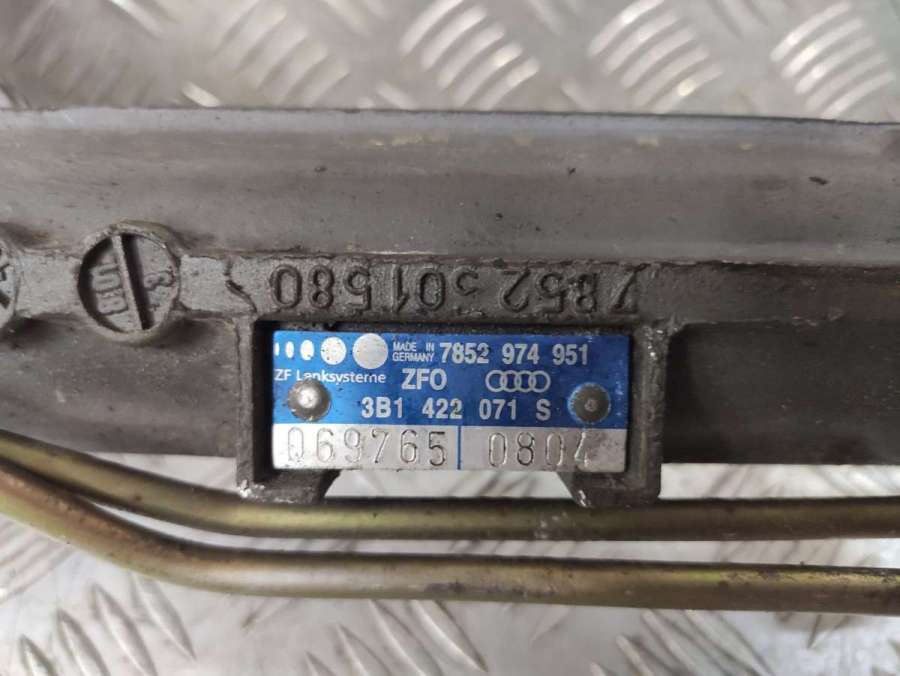 7852 501580
MADE IN
GERMANY
7852 974 951
ZF Lenksysteme
ZFO
3B1 422 071 S
069765 0804